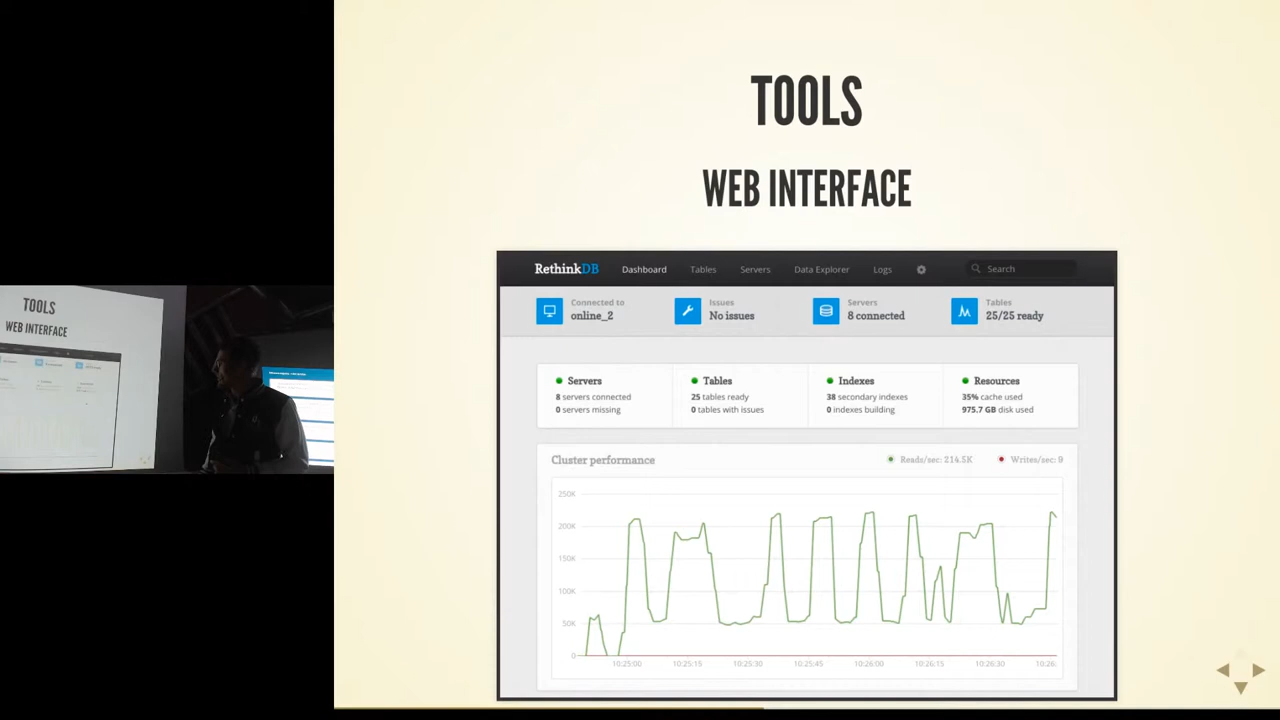 TOOLS
WEB INTERFACE
RethinkDB Dashboard Tables Servers Data Explorer Logs Search
Connected to
online_2
Issues
No issues
Servers
8 connected
Tables
25/25 ready
Servers
8 servers connected
0 servers missing
Tables
25 tables ready
0 tables with issues
Indexes
38 secondary indexes
0 indexes building
Resources
35% cache used
975.7 GB disk used
Cluster performance
Reads/sec: 214.5K
Writes/sec: 9
250K
200K
150K
100K
50K
0
10:25:00 10:25:15 10:25:30 10:25:45 10:26:00 10:26:15 10:26:30 10:26:
TOOLS
WEB INTERFACE